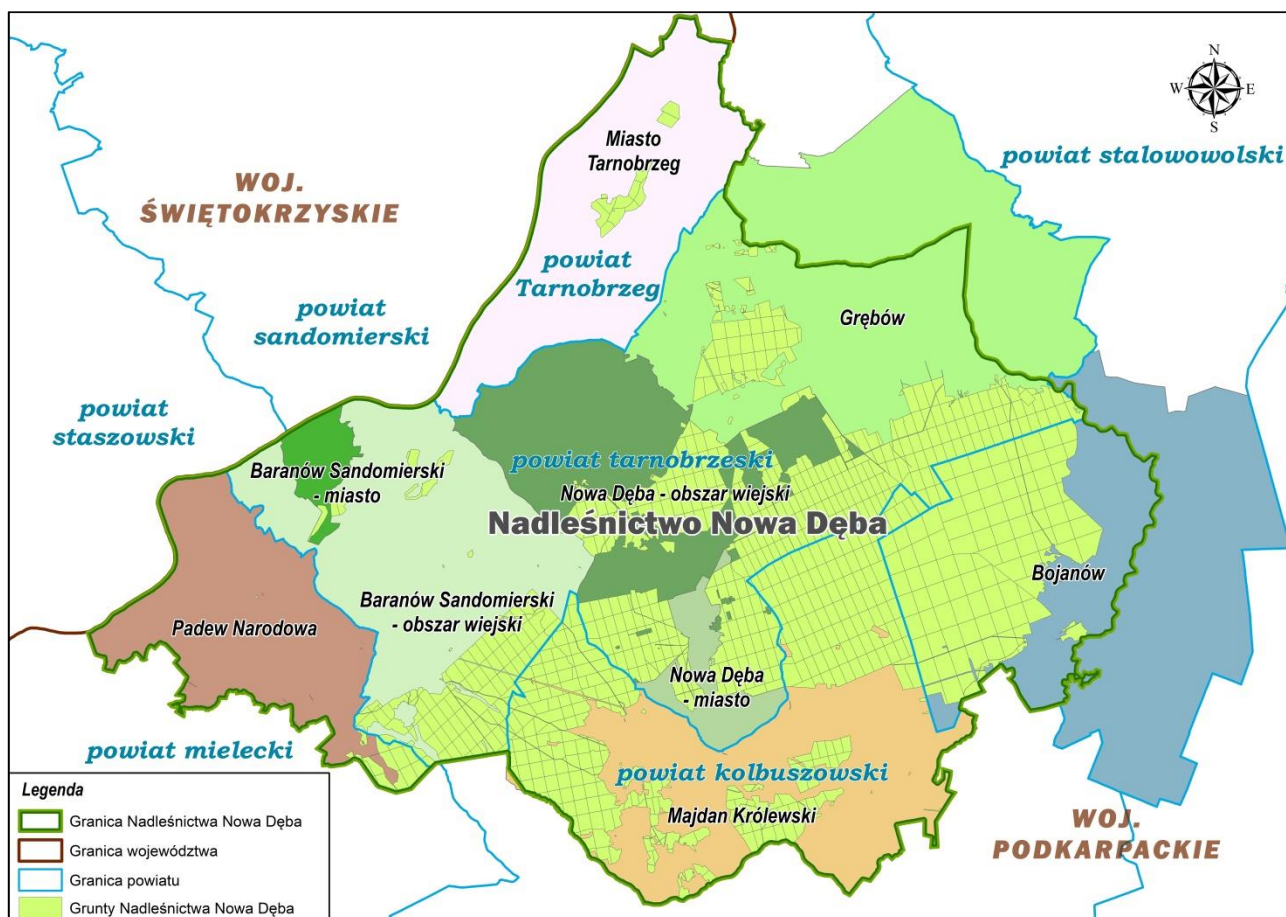 N
W E
S
Miasto
Tarnobrzeg
powiat stalowowolski
WOJ.
ŚWIĘTOKRZYSKIE
powiat
Tarnobrzeg
powiat
sandomierski
Grębów
powiat
staszowski
Baranów Sandomierski
- miasto
powiat tarnobrzeski
Nowa Dęba - obszar wiejski
Nadleśnictwo Nowa Dęba
Bojanów
Padew Narodowa
Baranów Sandomierski
- obszar wiejski
Nowa Dęba
- miasto
powiat mielecki
powiat kolbuszowski
Majdan Królewski
WOJ.
PODKARPACKIE
Legenda
Granica Nadleśnictwa Nowa Dęba
Granica województwa
Granica powiatu
Grunty Nadleśnictwa Nowa Dęba